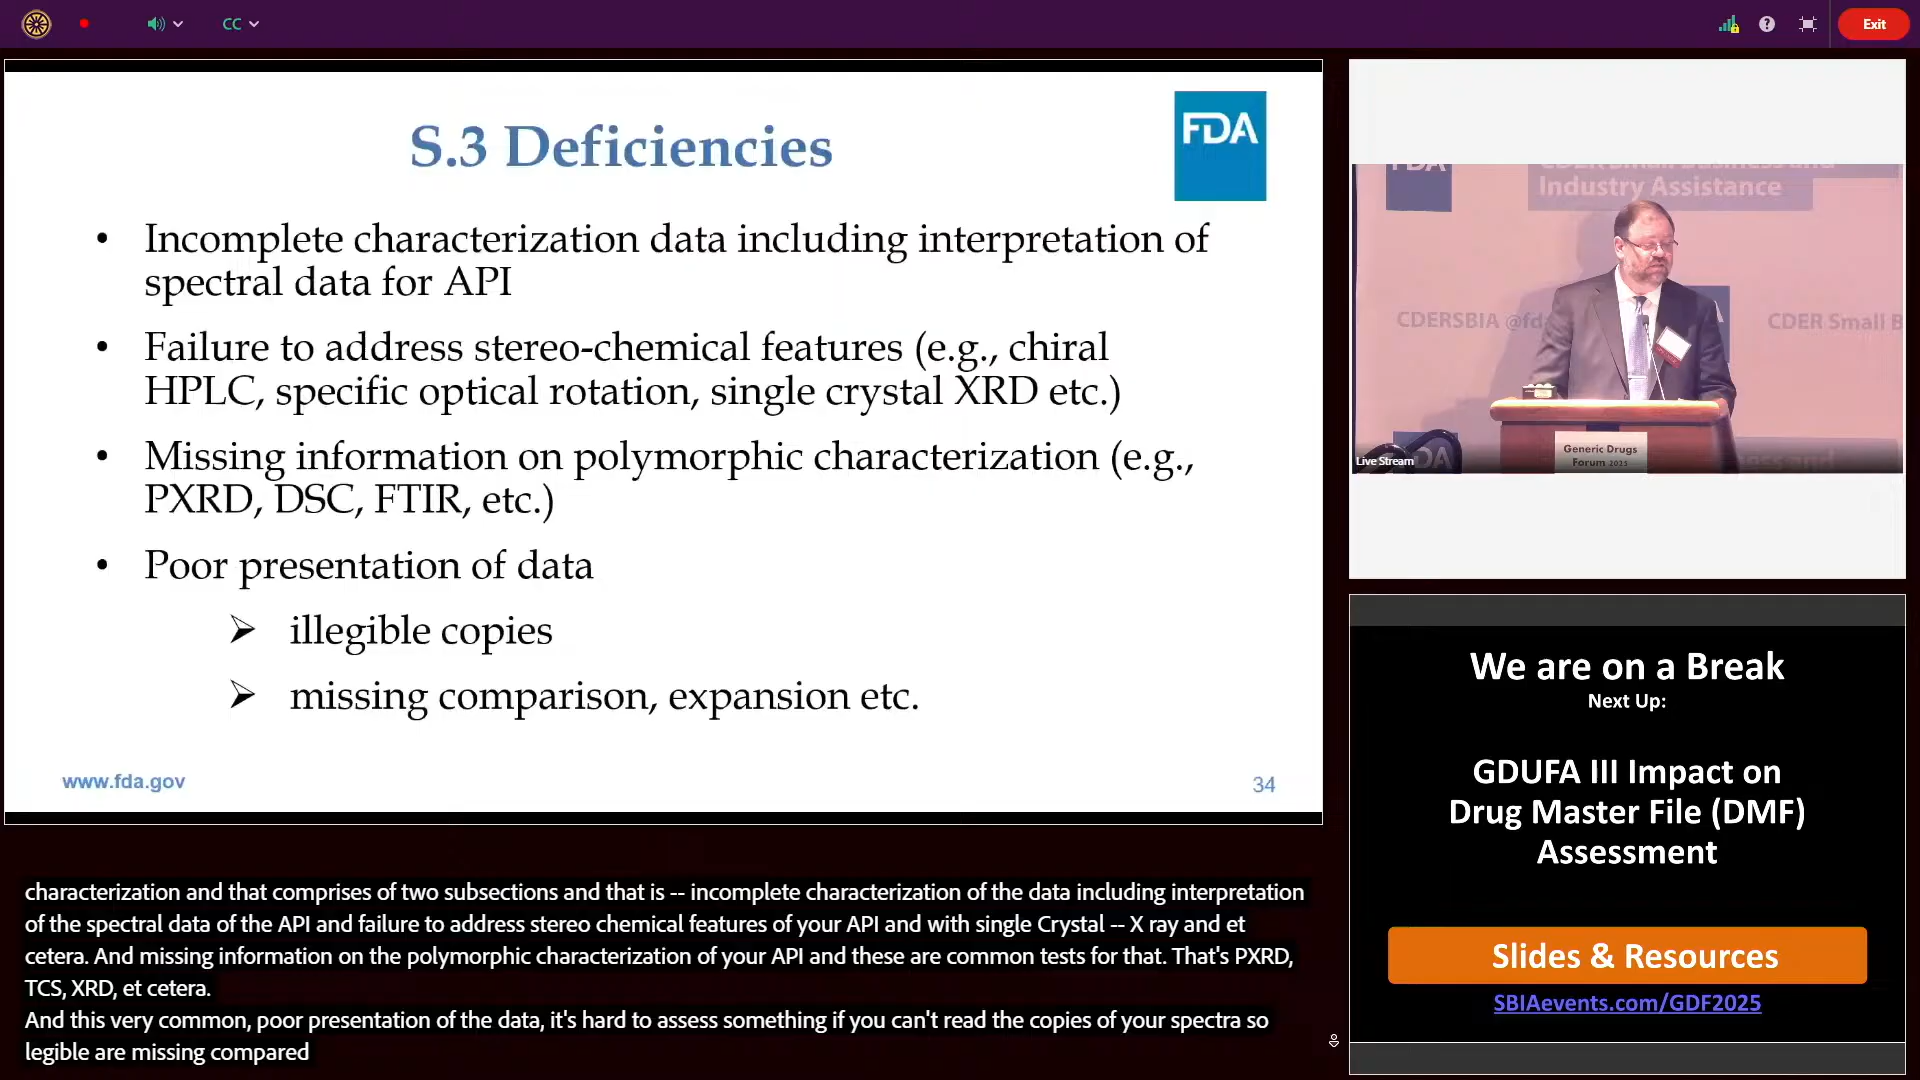 CC
Exit
S.3 Deficiencies
FDA
• Incomplete characterization data including interpretation of
spectral data for API
• Failure to address stereo-chemical features (e.g., chiral
HPLC, specific optical rotation, single crystal XRD etc.)
• Missing information on polymorphic characterization (e.g.,
PXRD, DSC, FTIR, etc.)
• Poor presentation of data
➢ illegible copies
➢ missing comparison, expansion etc.
www.fda.gov
34
characterization and that comprises of two subsections and that is -- incomplete characterization of the data including interpretation
of the spectral data of the API and failure to address stereo chemical features of your API and with single Crystal -- X ray and et
cetera. And missing information on the polymorphic characterization of your API and these are common tests for that. That's PXRD,
TCS, XRD, et cetera.
And this very common, poor presentation of the data, it's hard to assess something if you can't read the copies of your spectra so
legible are missing compared
FDA
CDER Small Business and
Industry Assistance
CDERSBIA @fd
CDER Small B
Generic Drugs
Forum 2025
Live Stream
We are on a Break
Next Up:
GDUFA III Impact on
Drug Master File (DMF)
Assessment
Slides & Resources
SBIAevents.com/GDF2025